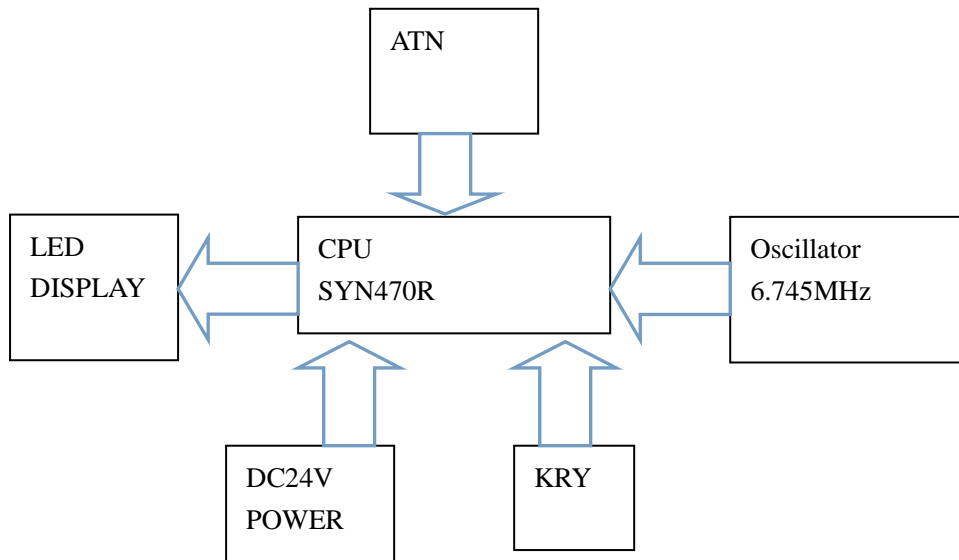 ATN
LED
DISPLAY
CPU
SYN470R
Oscillator
6.745MHz
DC24V
POWER
KRY